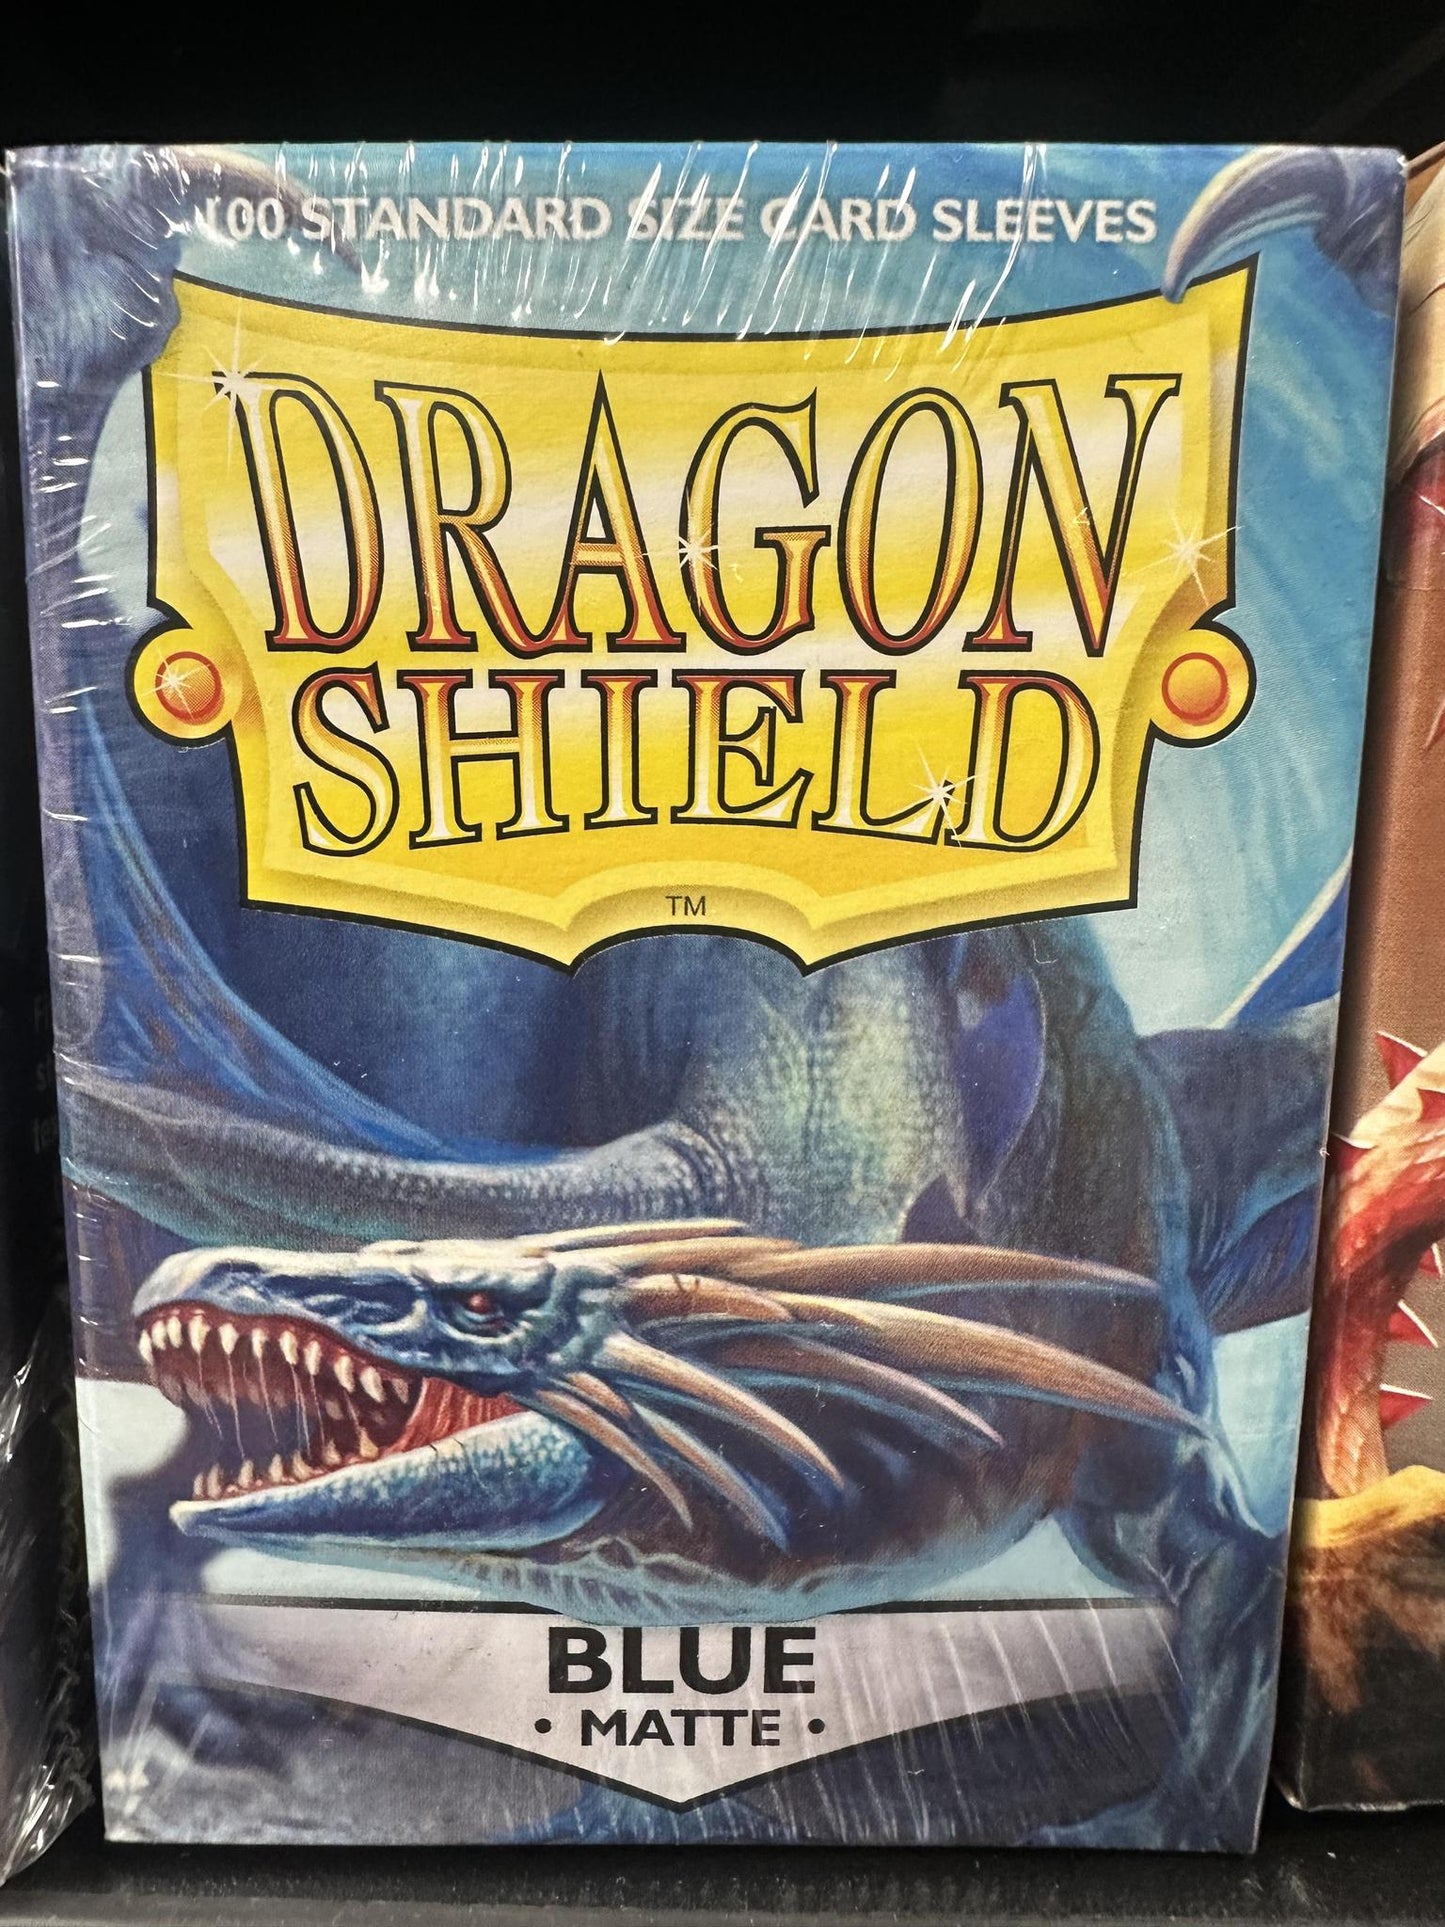 100 STANDARD SIZE CARD SLEEVES
DRAGON
SHIELD
TM
BLUE
• MATTE •